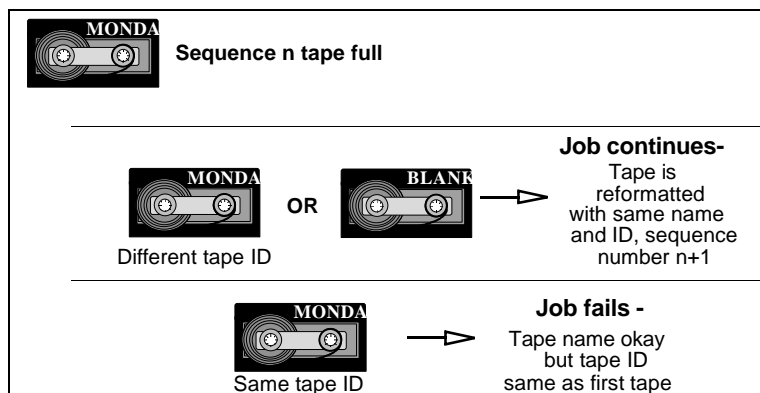 MONDA
Sequence n tape full
Job continues-
Tape is
reformatted
with same name
and ID, sequence
number n+1
MONDA
OR
BLANK
Different tape ID
Job fails -
Tape name okay
but tape ID
same as first tape
MONDA
Same tape ID